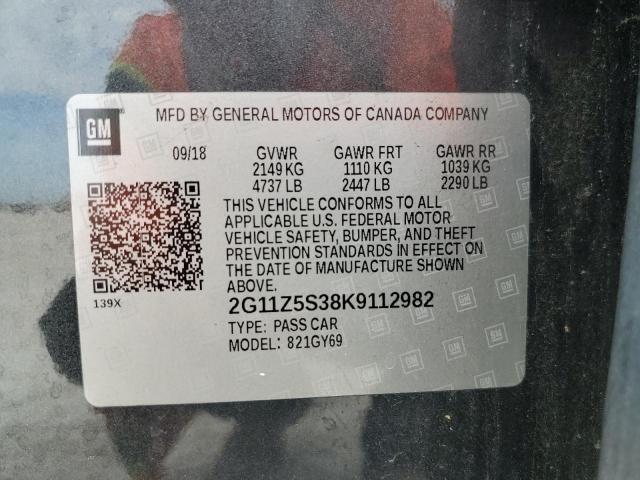 GM
MFD BY GENERAL MOTORS OF CANADA COMPANY
09/18 GVWR GAWR FRT GAWR RR
2149 KG 1110 KG 1039 KG
4737 LB 2447 LB 2290 LB
THIS VEHICLE CONFORMS TO ALL
APPLICABLE U.S. FEDERAL MOTOR
VEHICLE SAFETY, BUMPER, AND THEFT
PREVENTION STANDARDS IN EFFECT ON
THE DATE OF MANUFACTURE SHOWN
ABOVE.
139X
2G11Z5S38K9112982
TYPE: PASS CAR
MODEL: 821GY69